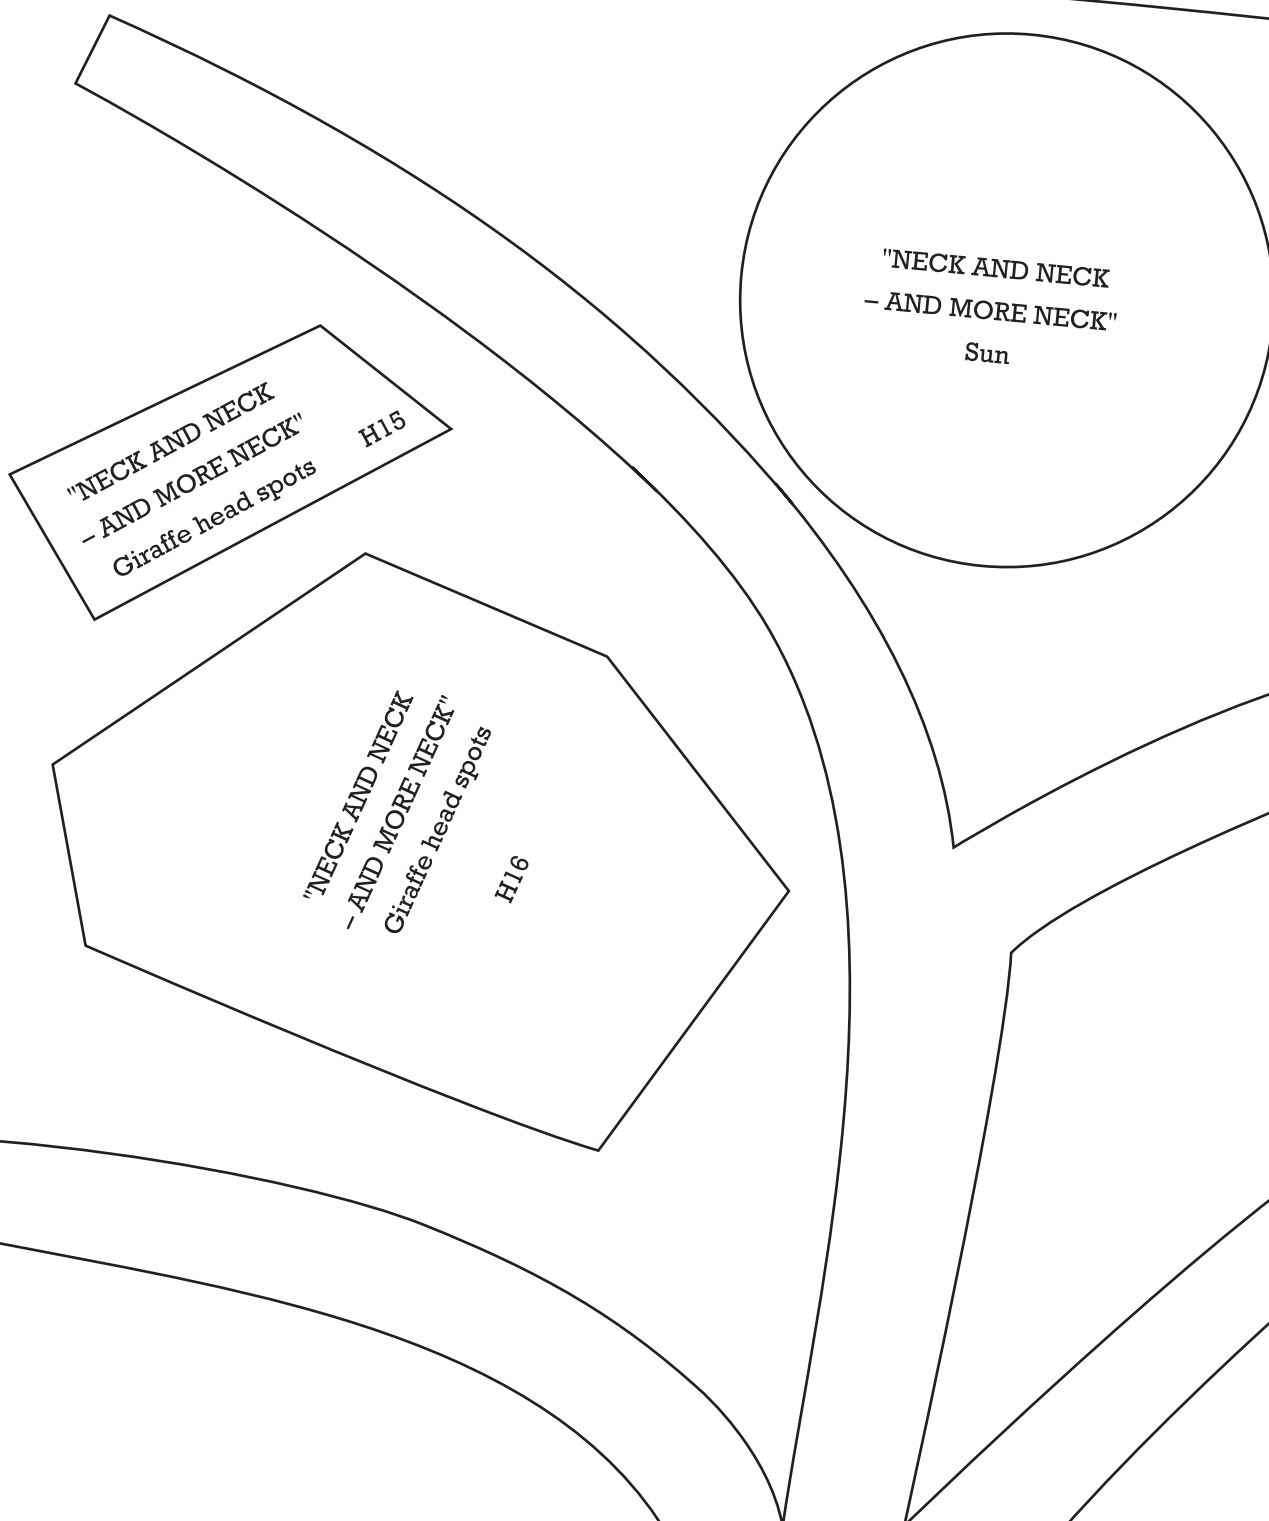 "NECK AND NECK
– AND MORE NECK"
Sun
"NECK AND NECK
– AND MORE NECK"
Giraffe head spots
H15
"NECK AND NECK
– AND MORE NECK"
Giraffe head spots
H16